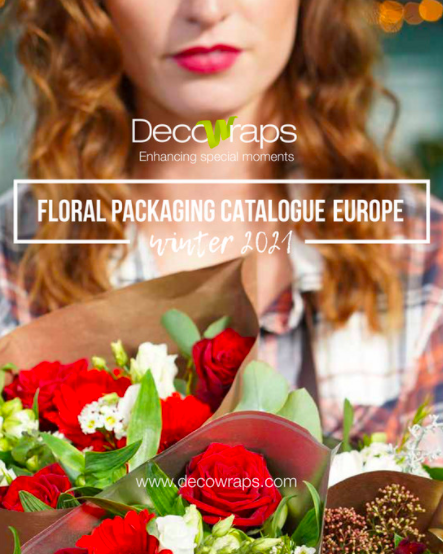 Decowraps
Enhancing special moments
FLORAL PACKAGING CATALOGUE EUROPE
winter 2021
www.decowraps.com